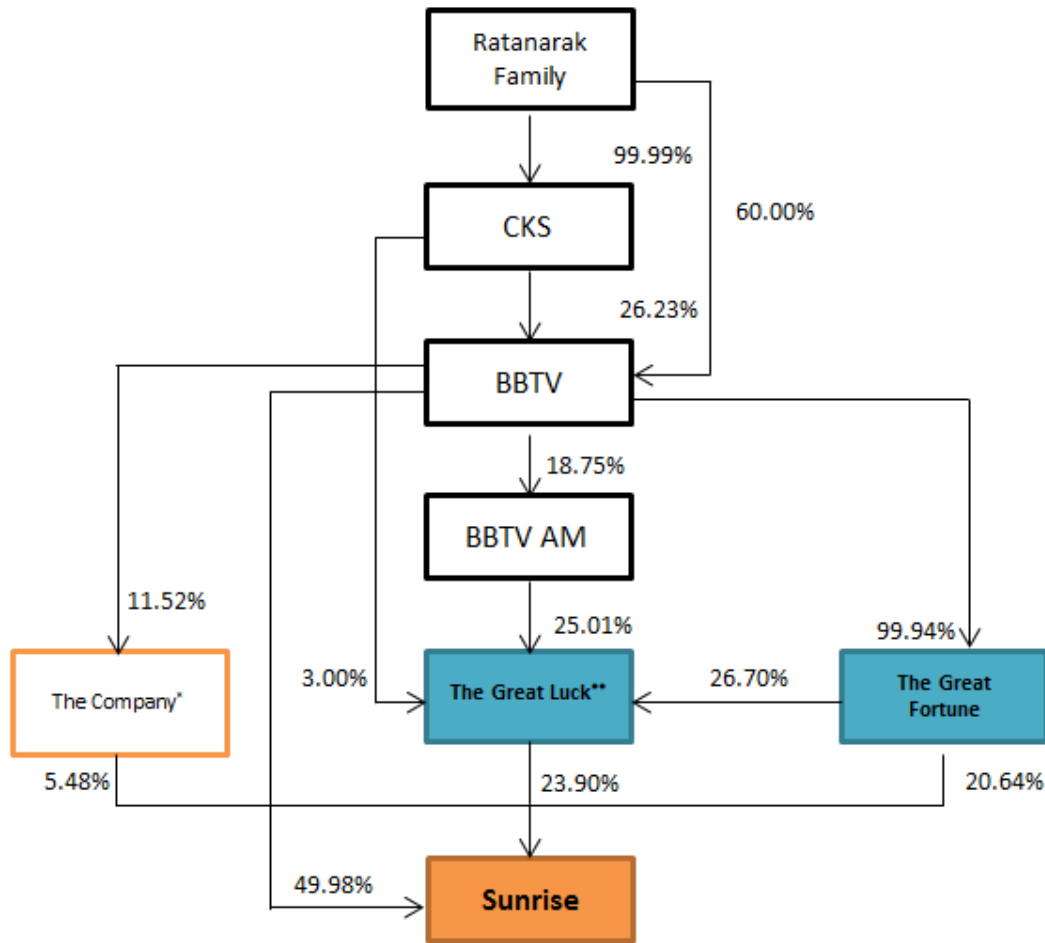 Ratanarak
Family
99.99%
60.00%
CKS
26.23%
BBTV
18.75%
BBTV AM
11.52%
25.01%
99.94%
The Company*
3.00%
The Great Luck**
26.70%
The Great
Fortune
5.48%
23.90%
20.64%
49.98%
Sunrise